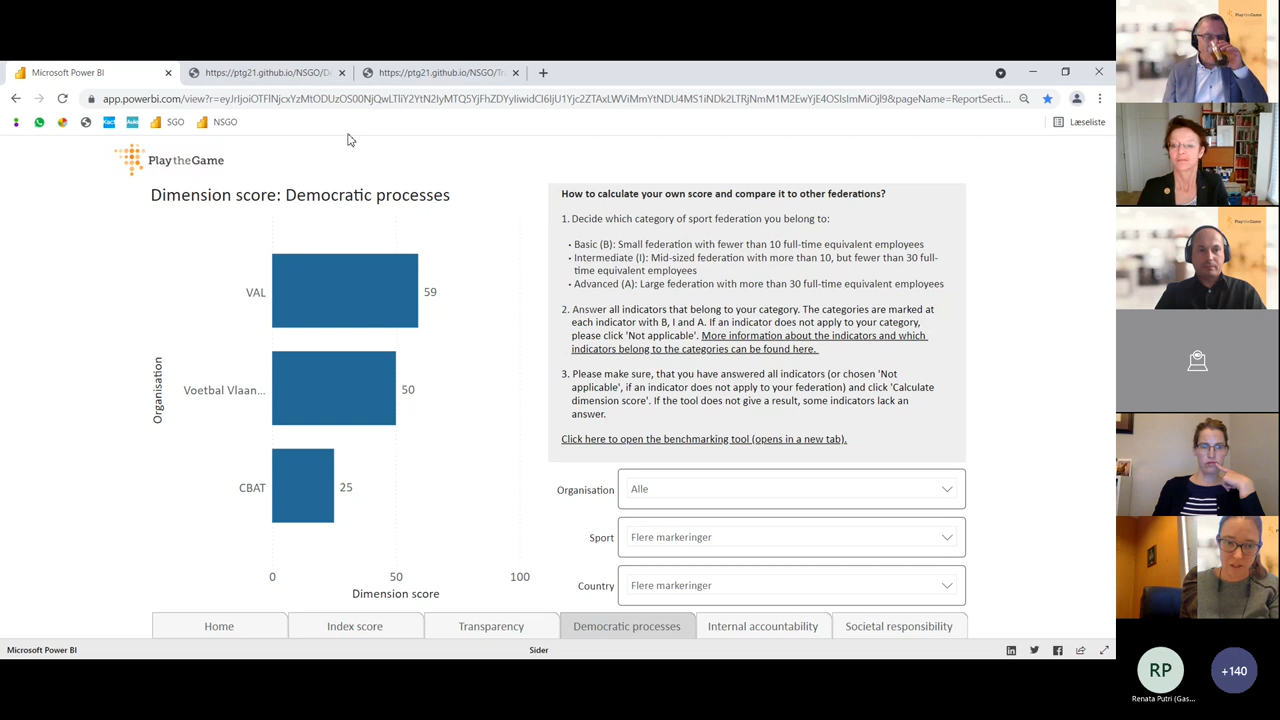 PlaytheGame
PlaytheGame
Microsoft Power BI
https://ptg21.github.io/NSGO/D
https://ptg21.github.io/NSGO/Tr
SGO
NSGO
Læseliste
PlaytheGame
Dimension score: Democratic processes
VAL
59
Voetbal Vlaan...
50
CBAT
25
Organisation
0
50
100
Dimension score
How to calculate your own score and compare it to other federations?
1. Decide which category of sport federation you belong to:
• Basic (B): Small federation with fewer than 10 full-time equivalent employees
• Intermediate (I): Mid-sized federation with more than 10, but fewer than 30 full-
time equivalent employees
• Advanced (A): Large federation with more than 30 full-time equivalent employees
2. Answer all indicators that belong to your category. The categories are marked at
each indicator with B, I and A. If an indicator does not apply to your category,
please click 'Not applicable'. More information about the indicators and which
indicators belong to the categories can be found here.
3. Please make sure, that you have answered all indicators (or chosen 'Not
applicable', if an indicator does not apply to your federation) and click 'Calculate
dimension score'. If the tool does not give a result, some indicators lack an
answer.
Click here to open the benchmarking tool (opens in a new tab).
Organisation
Alle
Sport
Flere markeringer
Country
Flere markeringer
Home
Index score
Transparency
Democratic processes
Internal accountability
Societal responsibility
Microsoft Power BI
Sider
RP
Renata Putri (Gas...
+140